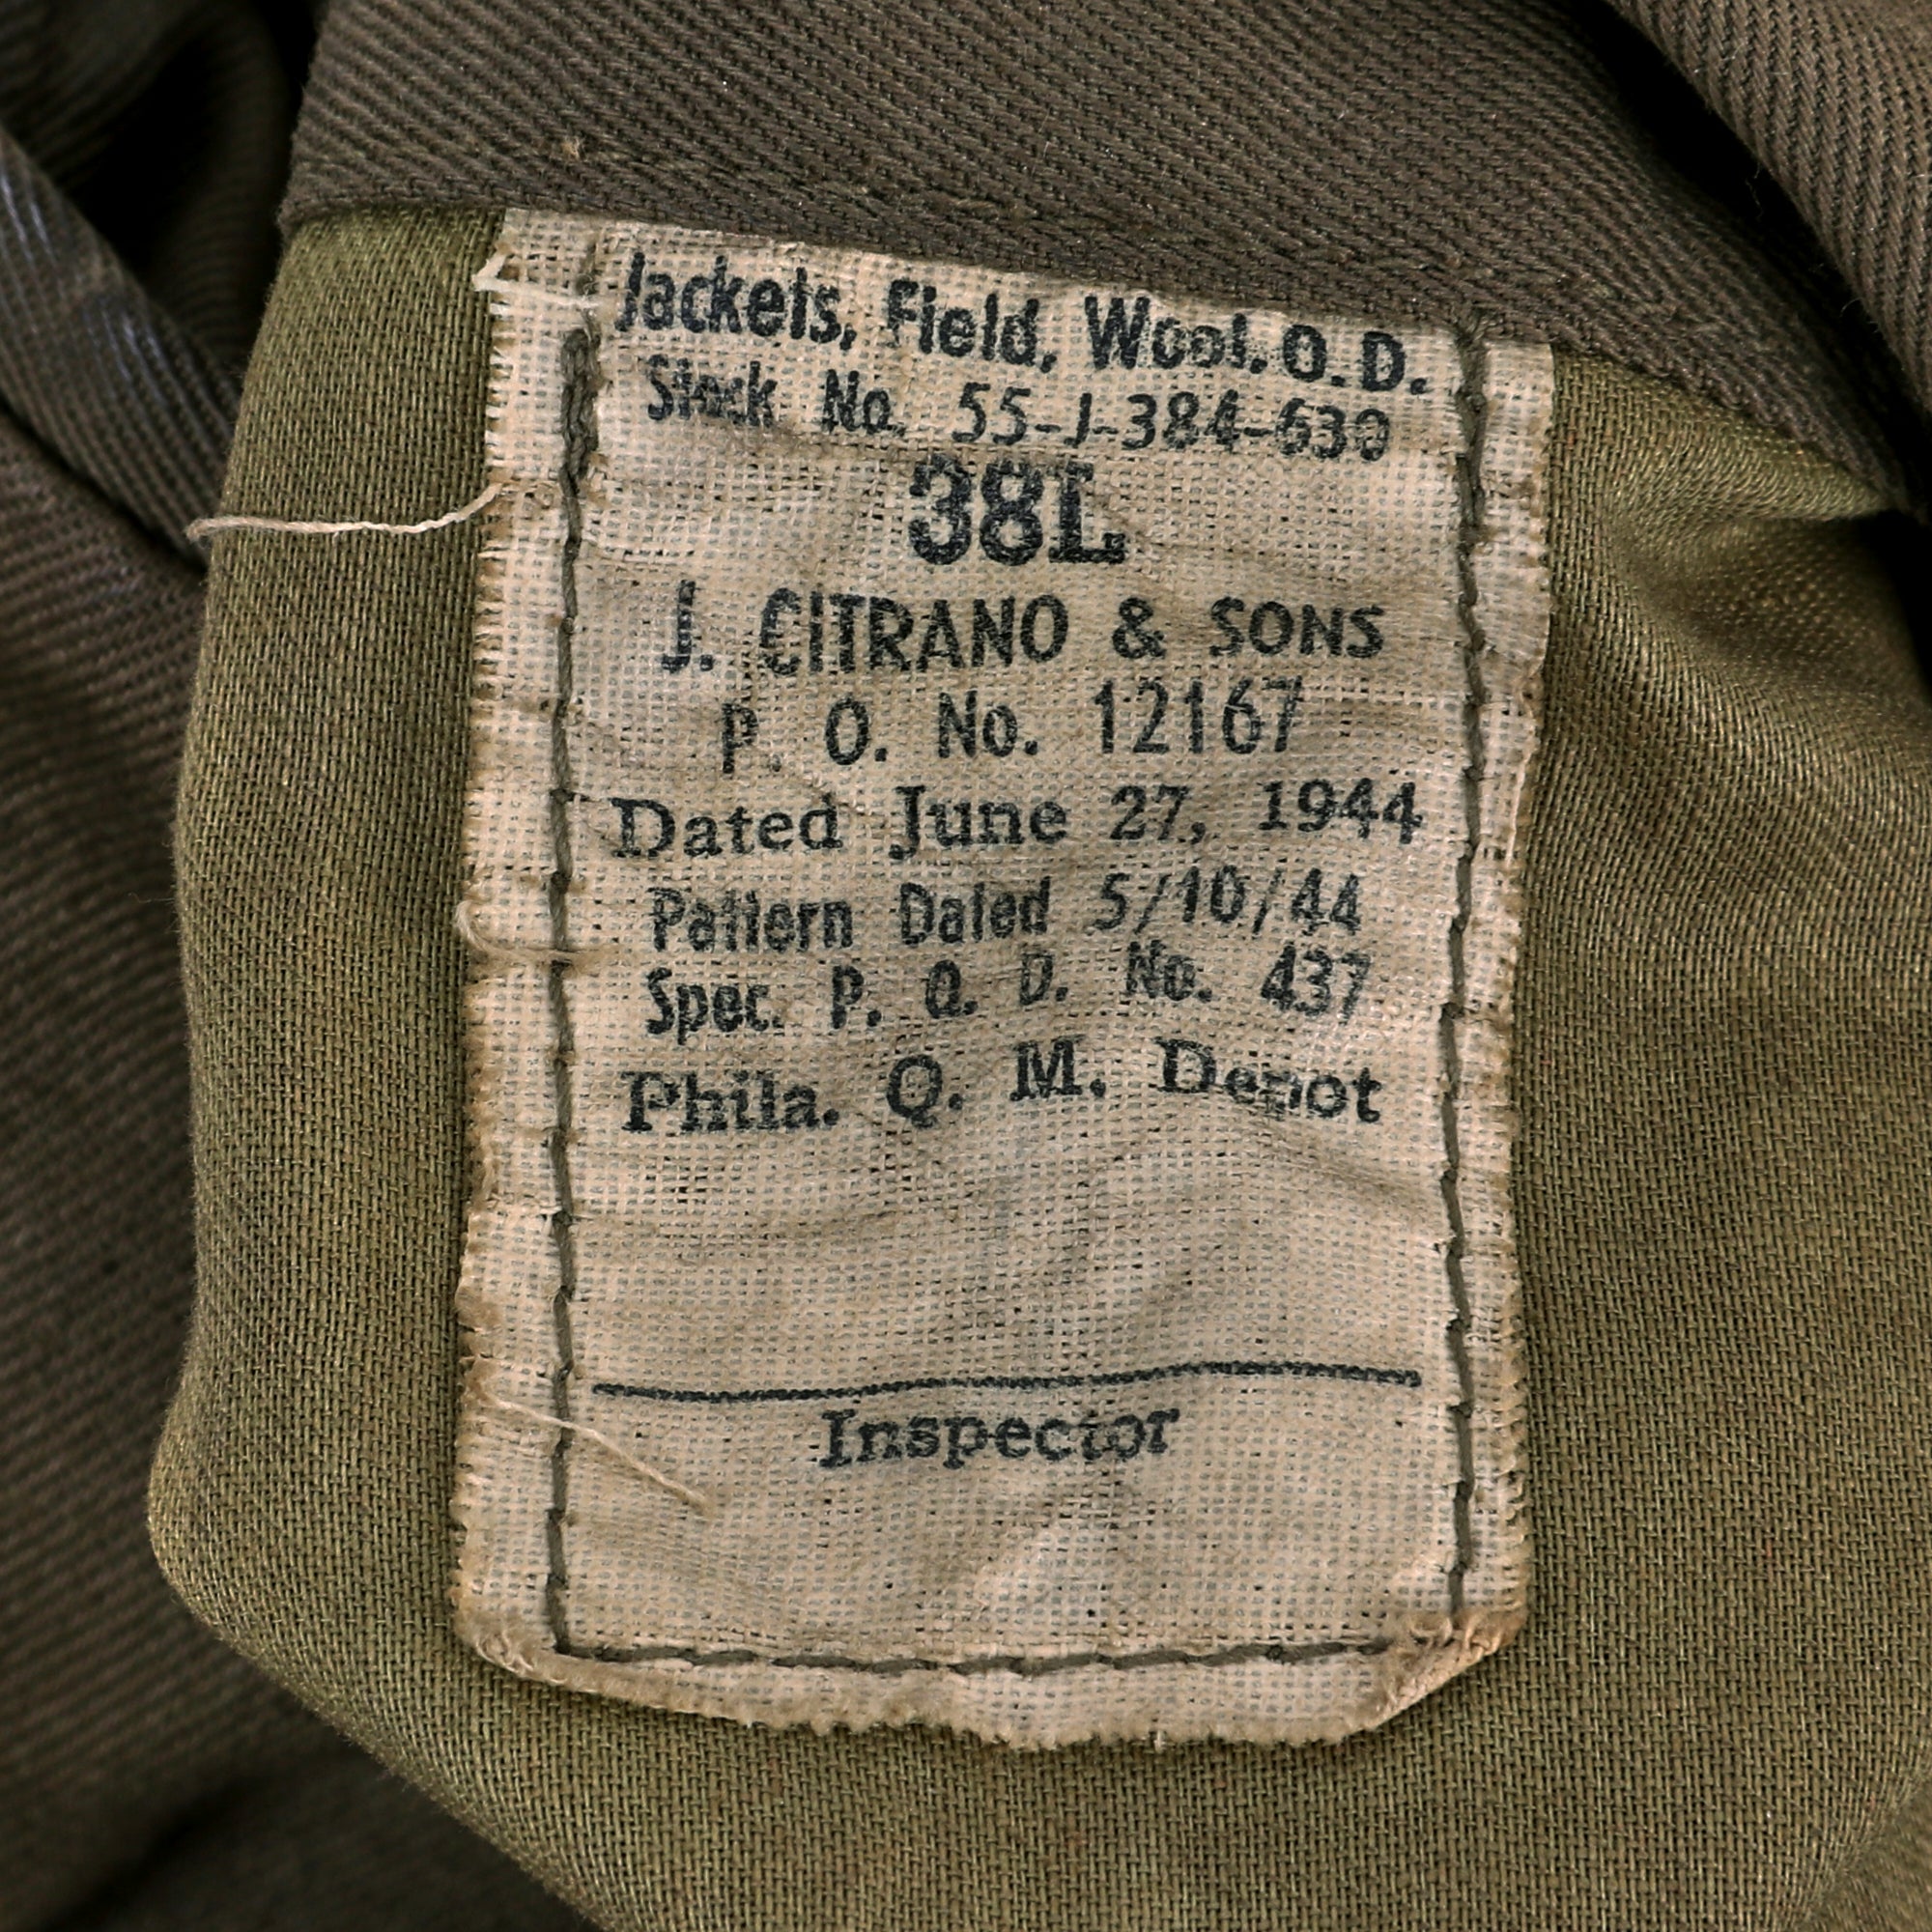 Jackets, Field, Wool, O.D.
Stock No. 55-J-384-630
38L
J. CITRANO & SONS
P. O. No. 12167
Dated June 27, 1944
Pattern Dated 5/10/44
Spec. P. Q. D. No. 437
Phila. Q. M. Depot
Inspector